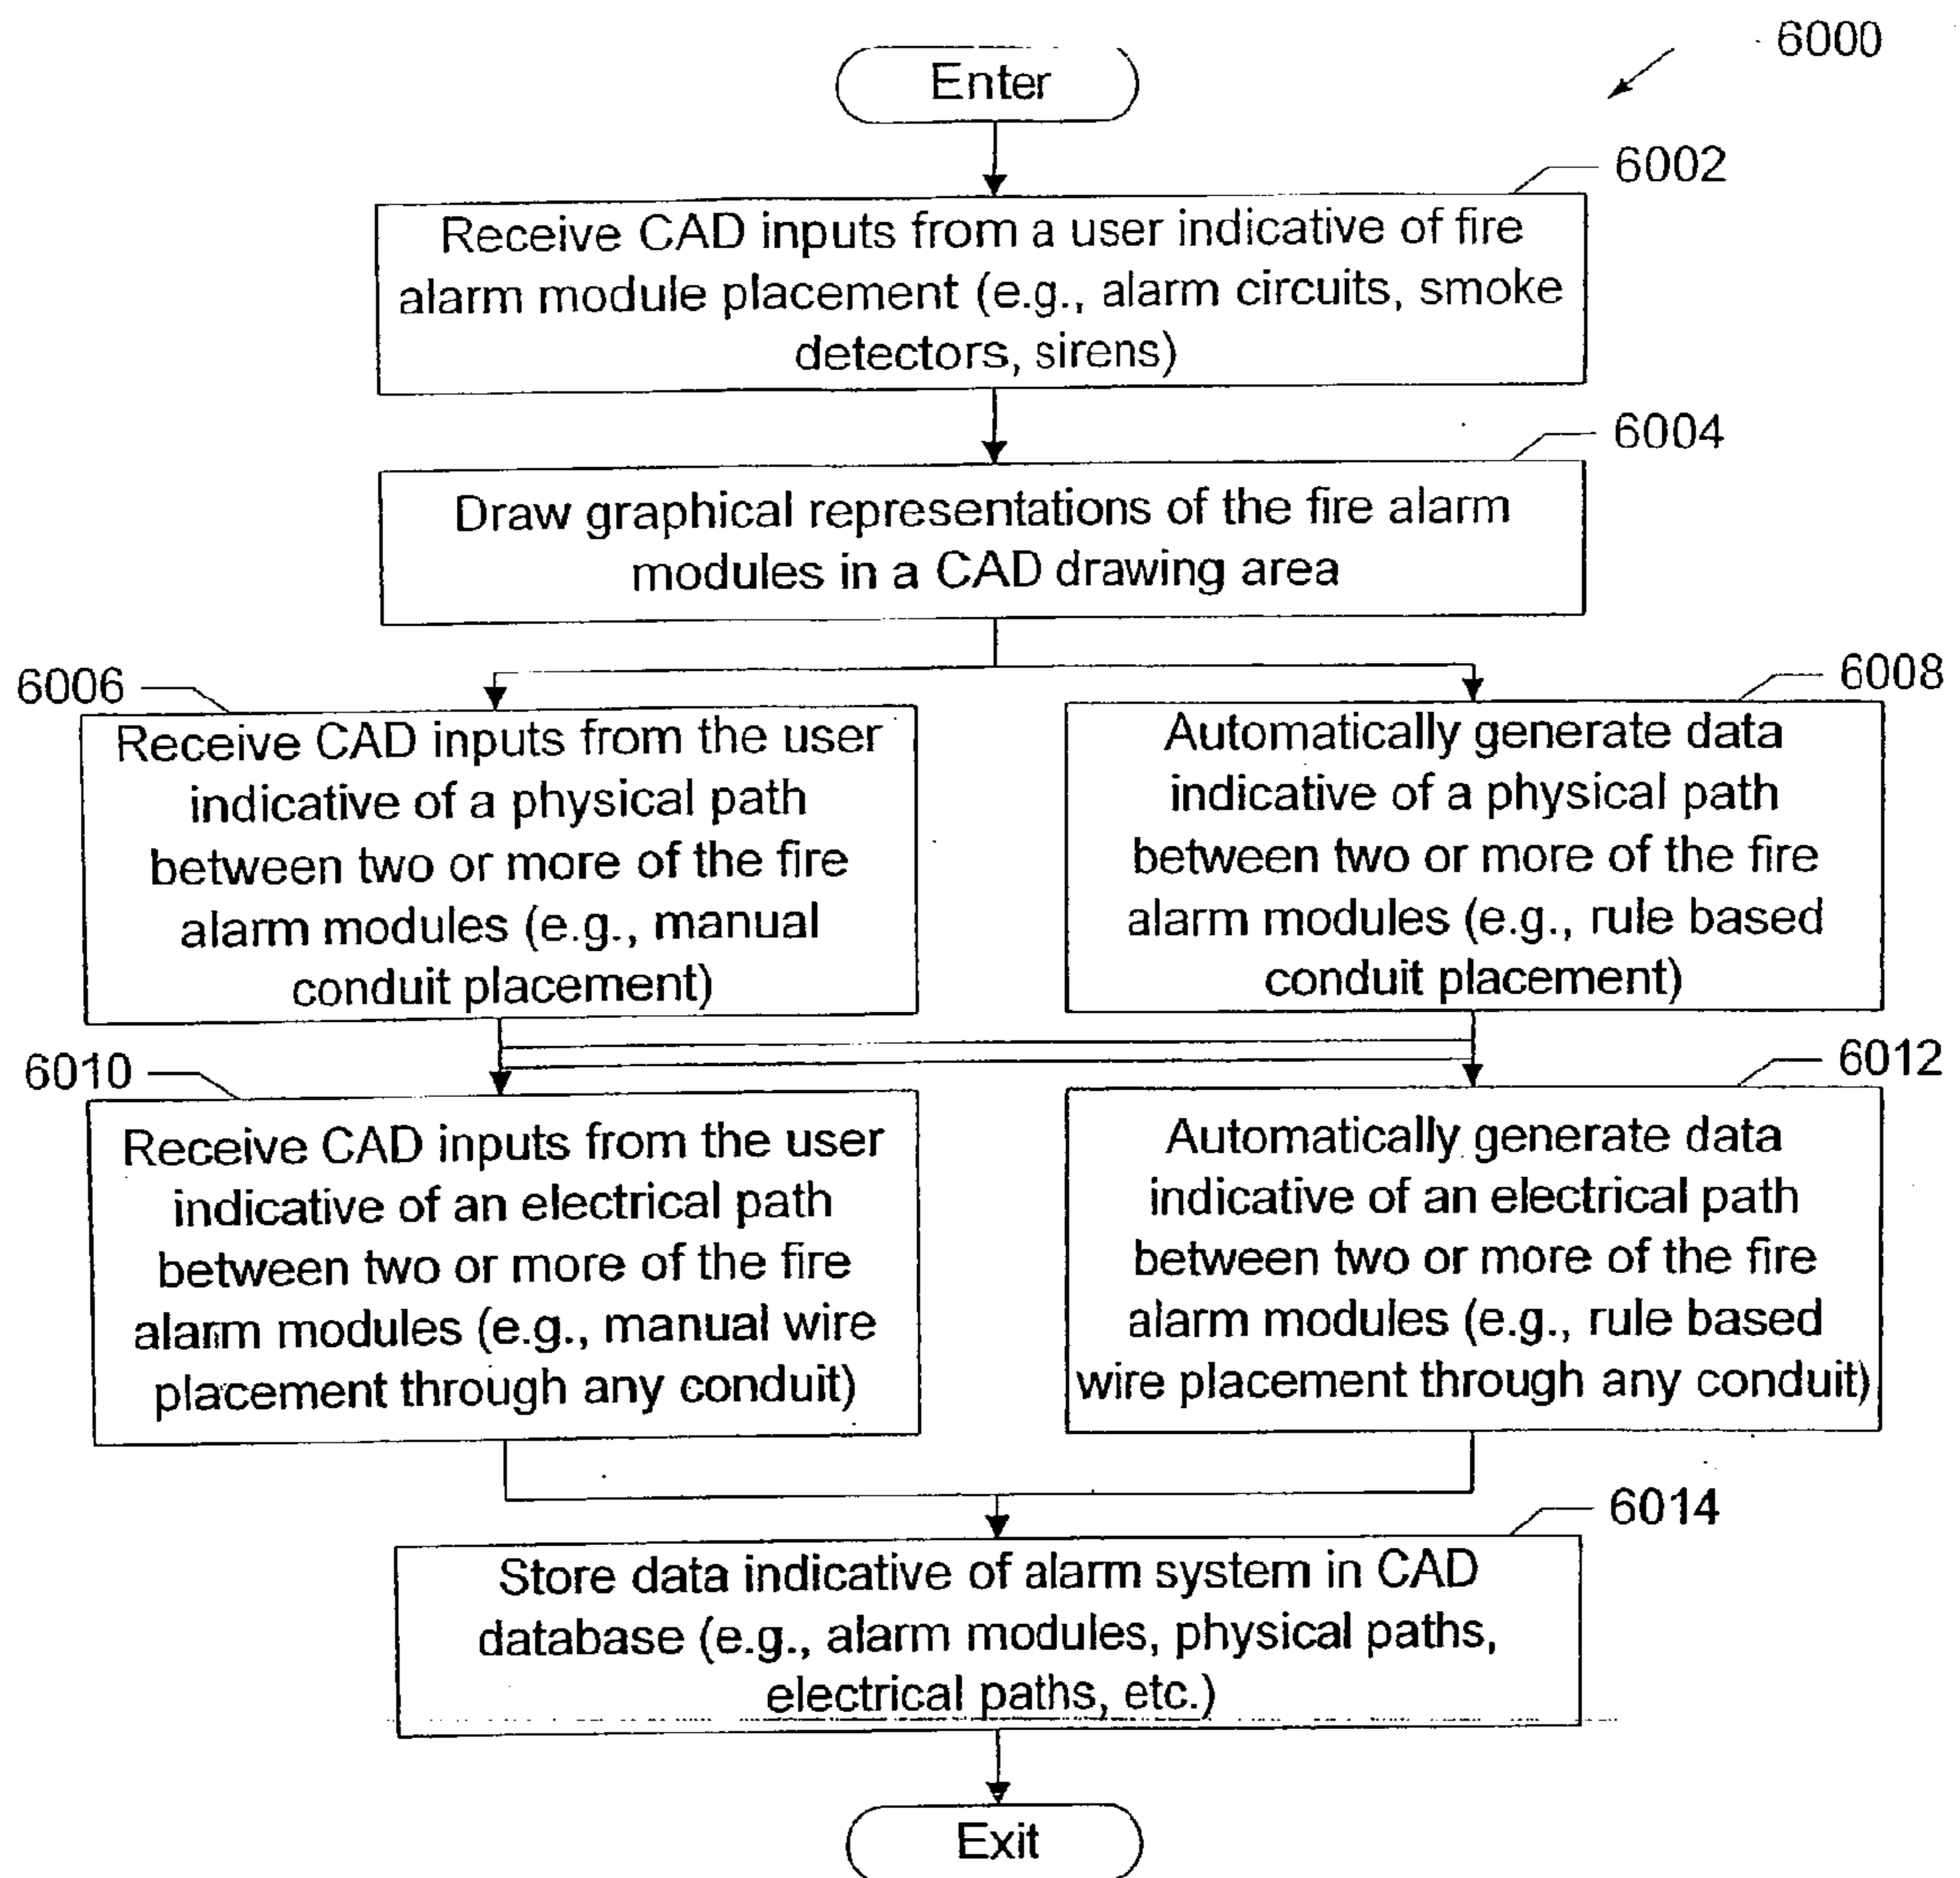 6000
Enter
6002
Receive CAD inputs from a user indicative of fire
alarm module placement (e.g., alarm circuits, smoke
detectors, sirens)
6004
Draw graphical representations of the fire alarm
modules in a CAD drawing area
6006
Receive CAD inputs from the user
indicative of a physical path
between two or more of the fire
alarm modules (e.g., manual
conduit placement)
6008
Automatically generate data
indicative of a physical path
between two or more of the fire
alarm modules (e.g., rule based
conduit placement)
6010
Receive CAD inputs from the user
indicative of an electrical path
between two or more of the fire
alarm modules (e.g., manual wire
placement through any conduit)
6012
Automatically generate data
indicative of an electrical path
between two or more of the fire
alarm modules (e.g., rule based
wire placement through any conduit)
6014
Store data indicative of alarm system in CAD
database (e.g., alarm modules, physical paths,
electrical paths, etc.)
Exit